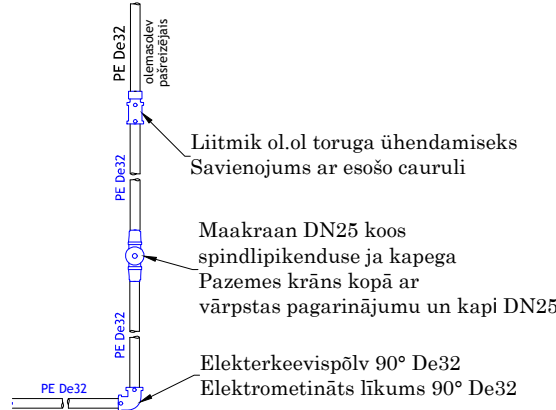 PE De32
olemasolev
pašreizējais
Liitmik ol.ol toruga ühendamiseks
Savienojums ar esošo cauruli
PE De32
Maakraan DN25 koos
spindlipikenduse ja kapega
Pazemes krāns kopā ar
vārpstas pagarinājumu un kapi DN25
PE De32
Elekterkeevispõlv 90° De32
Elektrometināts līkums 90° De32
PE De32